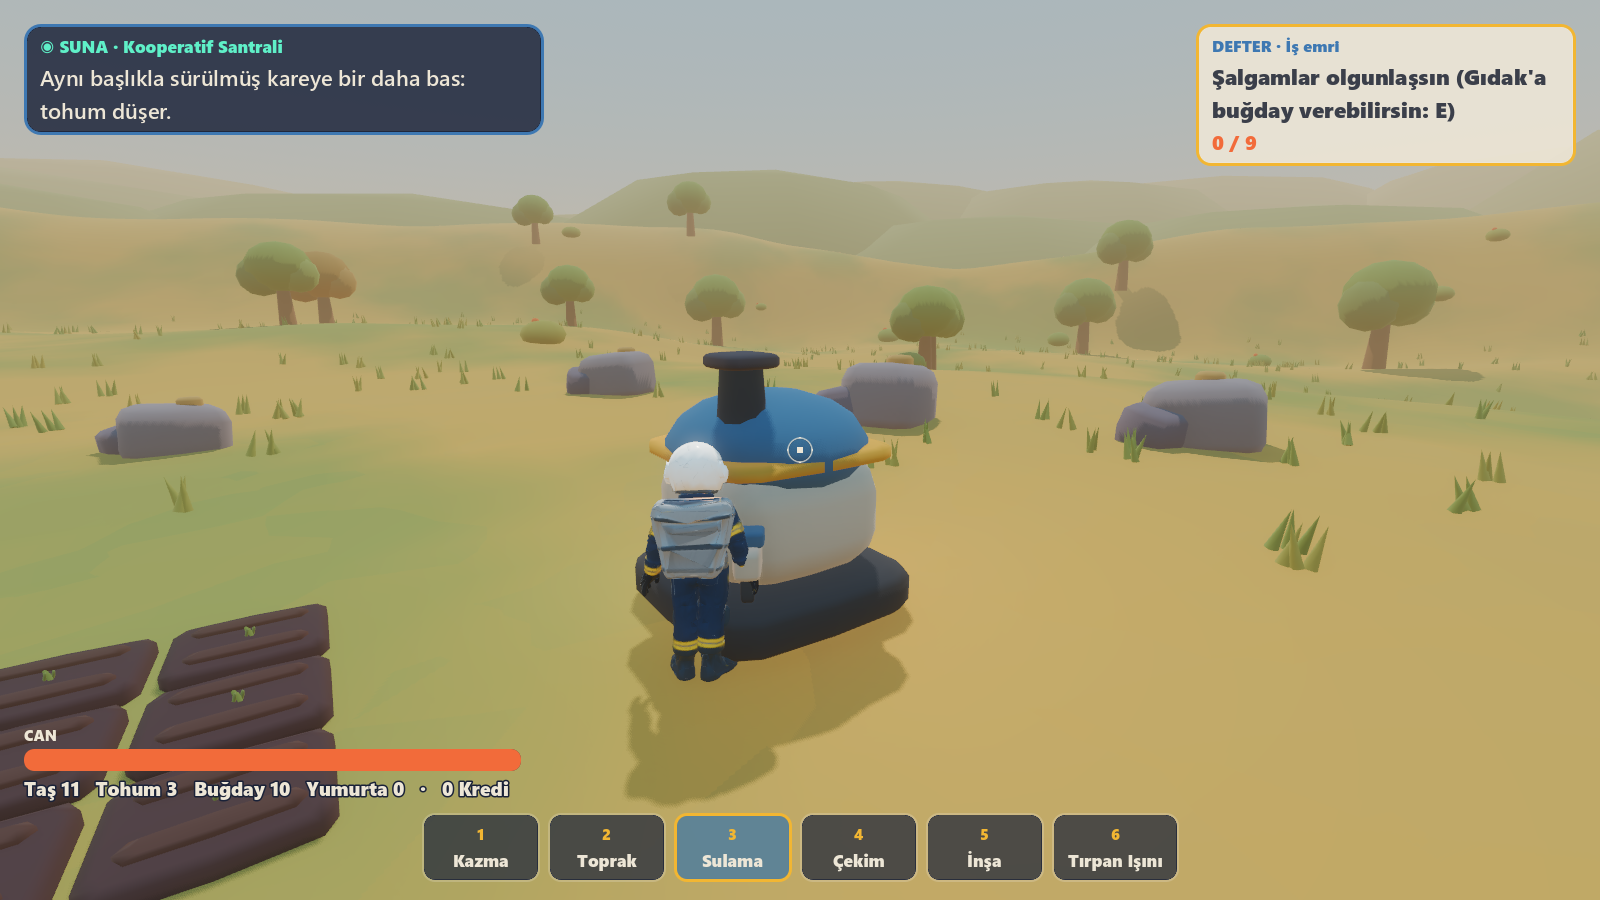 ◉ SUNA · Kooperatif Santrali
Aynı başlıkla sürülmüş kareye bir daha bas:
tohum düşer.
DEFTER · İş emri
Şalgamlar olgunlaşsın (Gıdak'a
buğday verebilirsin: E)
0 / 9
CAN
Taş 11 Tohum 3 Buğday 10 Yumurta 0 · 0 Kredi
1 2 3 4 5 6
Kazma Toprak Sulama Çekim İnşa Tırpan Işını